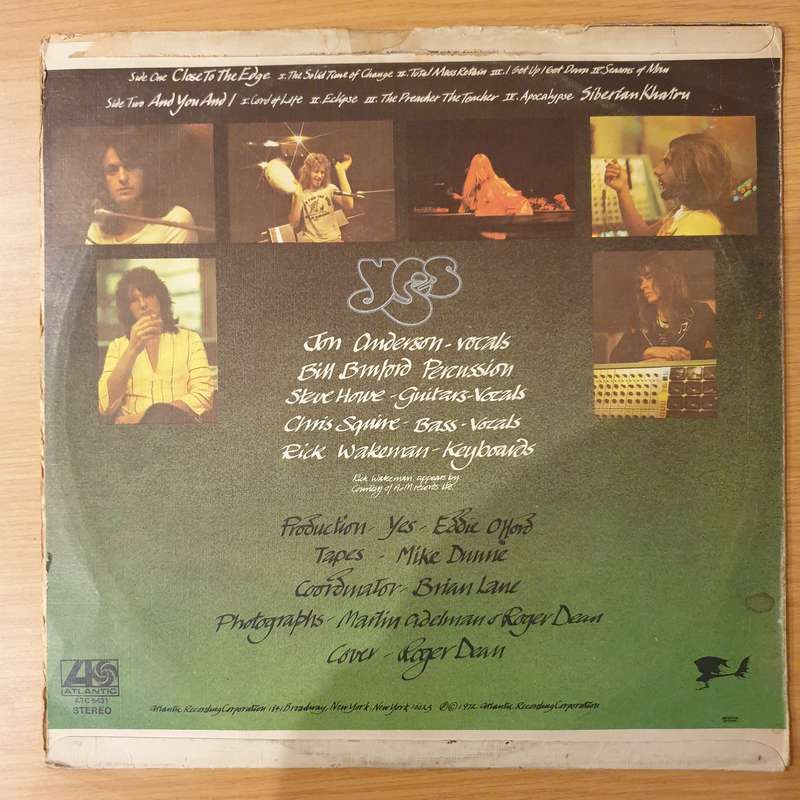 Side One Close To The Edge I. The Solid Time of Change II. Total Mass Retain III. I Get Up I Get Down IV. Seasons of Man
Side Two And You And I I. Cord of Life II. Eclipse III. The Preacher The Teacher IV. Apocalypse Siberian Khatru
yes
Jon Anderson - vocals
Bill Bruford Percussion
Steve Howe - Guitars - Vocals
Chris Squire - Bass - Vocals
Rick Wakeman - Keyboards
Rick Wakeman appears by
Courtesy of A&M records Ltd.
Production - Yes - Eddie Offord
Tapes - Mike Dunne
Coordinator - Brian Lane
Photographs - Martin Adelman & Roger Dean
Cover - Roger Dean
ATLANTIC
ATC 9431
STEREO
Atlantic Recording Corporation 1841 Broadway, New York, New York 10023 ℗©1972 Atlantic Recording Corporation